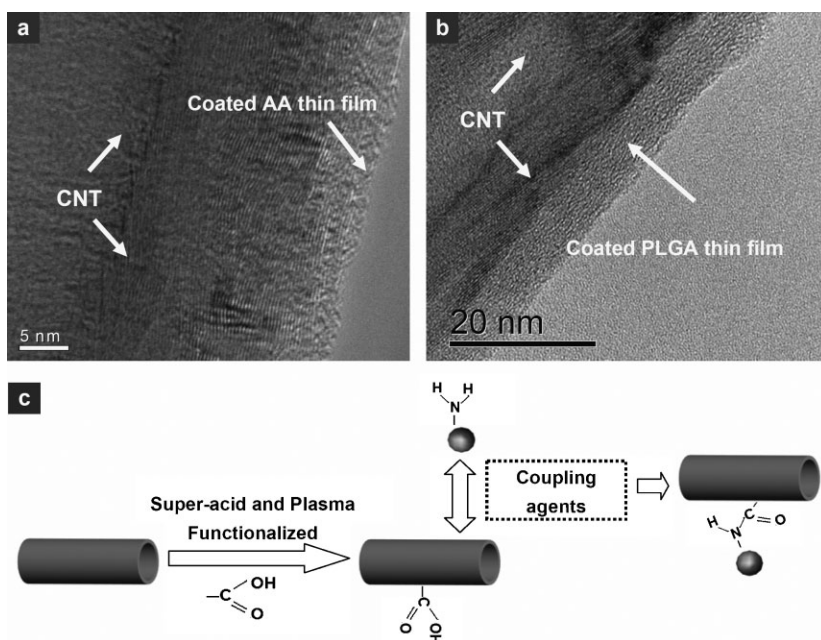 a
Coated AA thin film
CNT
5 nm
b
CNT
Coated PLGA thin film
20 nm
c
Super-acid and Plasma
Functionalized
C
OH
O
C
O
OH
H H
N
Coupling
agents
H
N
C
O